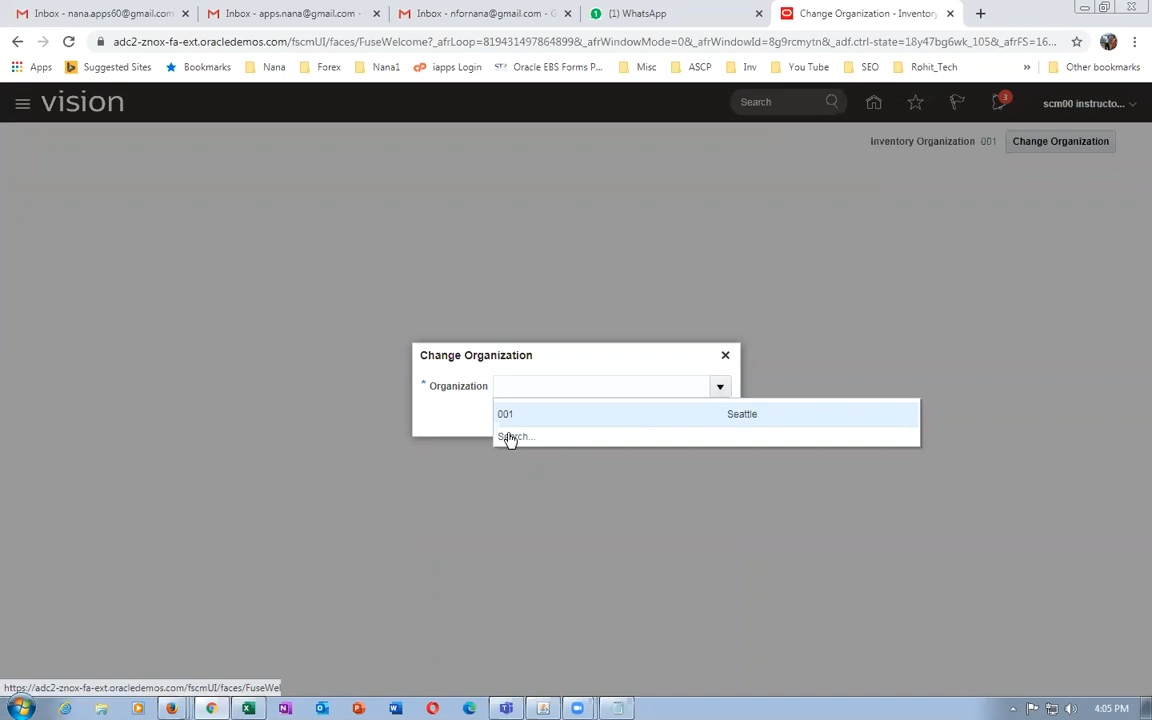 Inbox - nana.apps60@gmail.com
Inbox - apps.nana@gmail.com -
Inbox - nfornana@gmail.com - G
(1) WhatsApp
Change Organization - Inventory
adc2-znox-fa-ext.oracledemos.com/fscmUI/faces/FuseWelcome?_afrLoop=819431497864899&_afrWindowMode=0&_afrWindowId=8g9rcmytn&_adf.ctrl-state=18y47bg6wk_105&_afrFS=16...
Apps Suggested Sites Bookmarks Nana Forex Nana1 iapps Login Oracle EBS Forms P... Misc ASCP Inv You Tube SEO Rohit_Tech » Other bookmarks
vision
Search
3
scm00 instructo...
Inventory Organization 001 Change Organization
Change Organization
* Organization
001 Seattle
Search...
https://adc2-znox-fa-ext.oracledemos.com/fscmUI/faces/FuseWel
4:05 PM